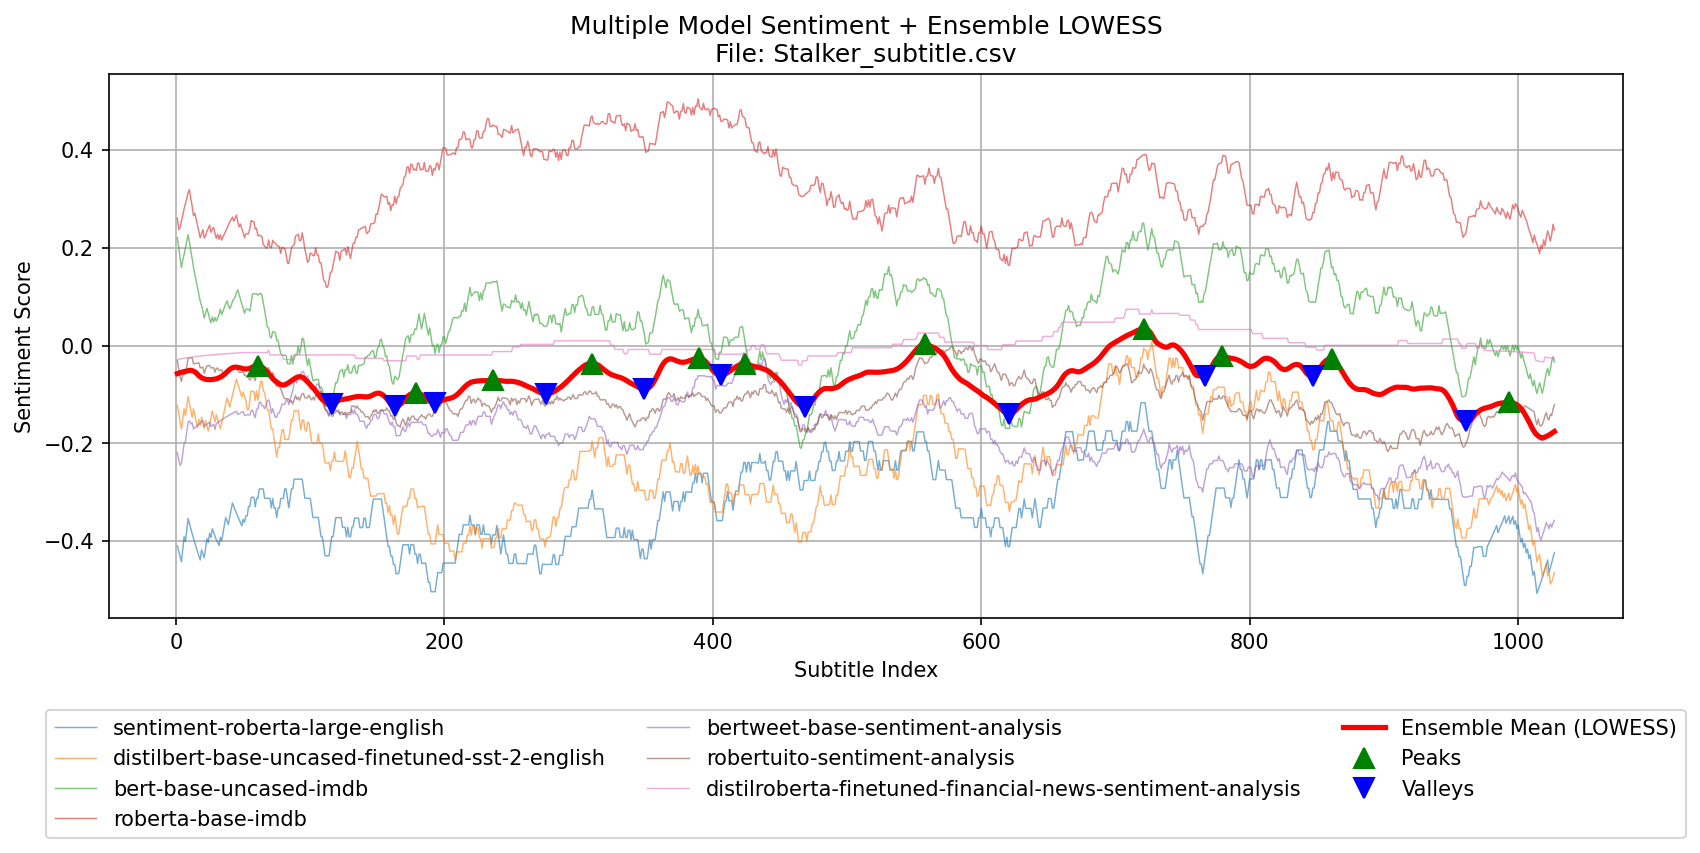 Multiple Model Sentiment + Ensemble LOWESS
File: Stalker_subtitle.csv
Sentiment Score
0.4
0.2
0.0
−0.2
−0.4
0 200 400 600 800 1000
Subtitle Index
sentiment-roberta-large-english
distilbert-base-uncased-finetuned-sst-2-english
bert-base-uncased-imdb
roberta-base-imdb
bertweet-base-sentiment-analysis
robertuito-sentiment-analysis
distilroberta-finetuned-financial-news-sentiment-analysis
Ensemble Mean (LOWESS)
Peaks
Valleys